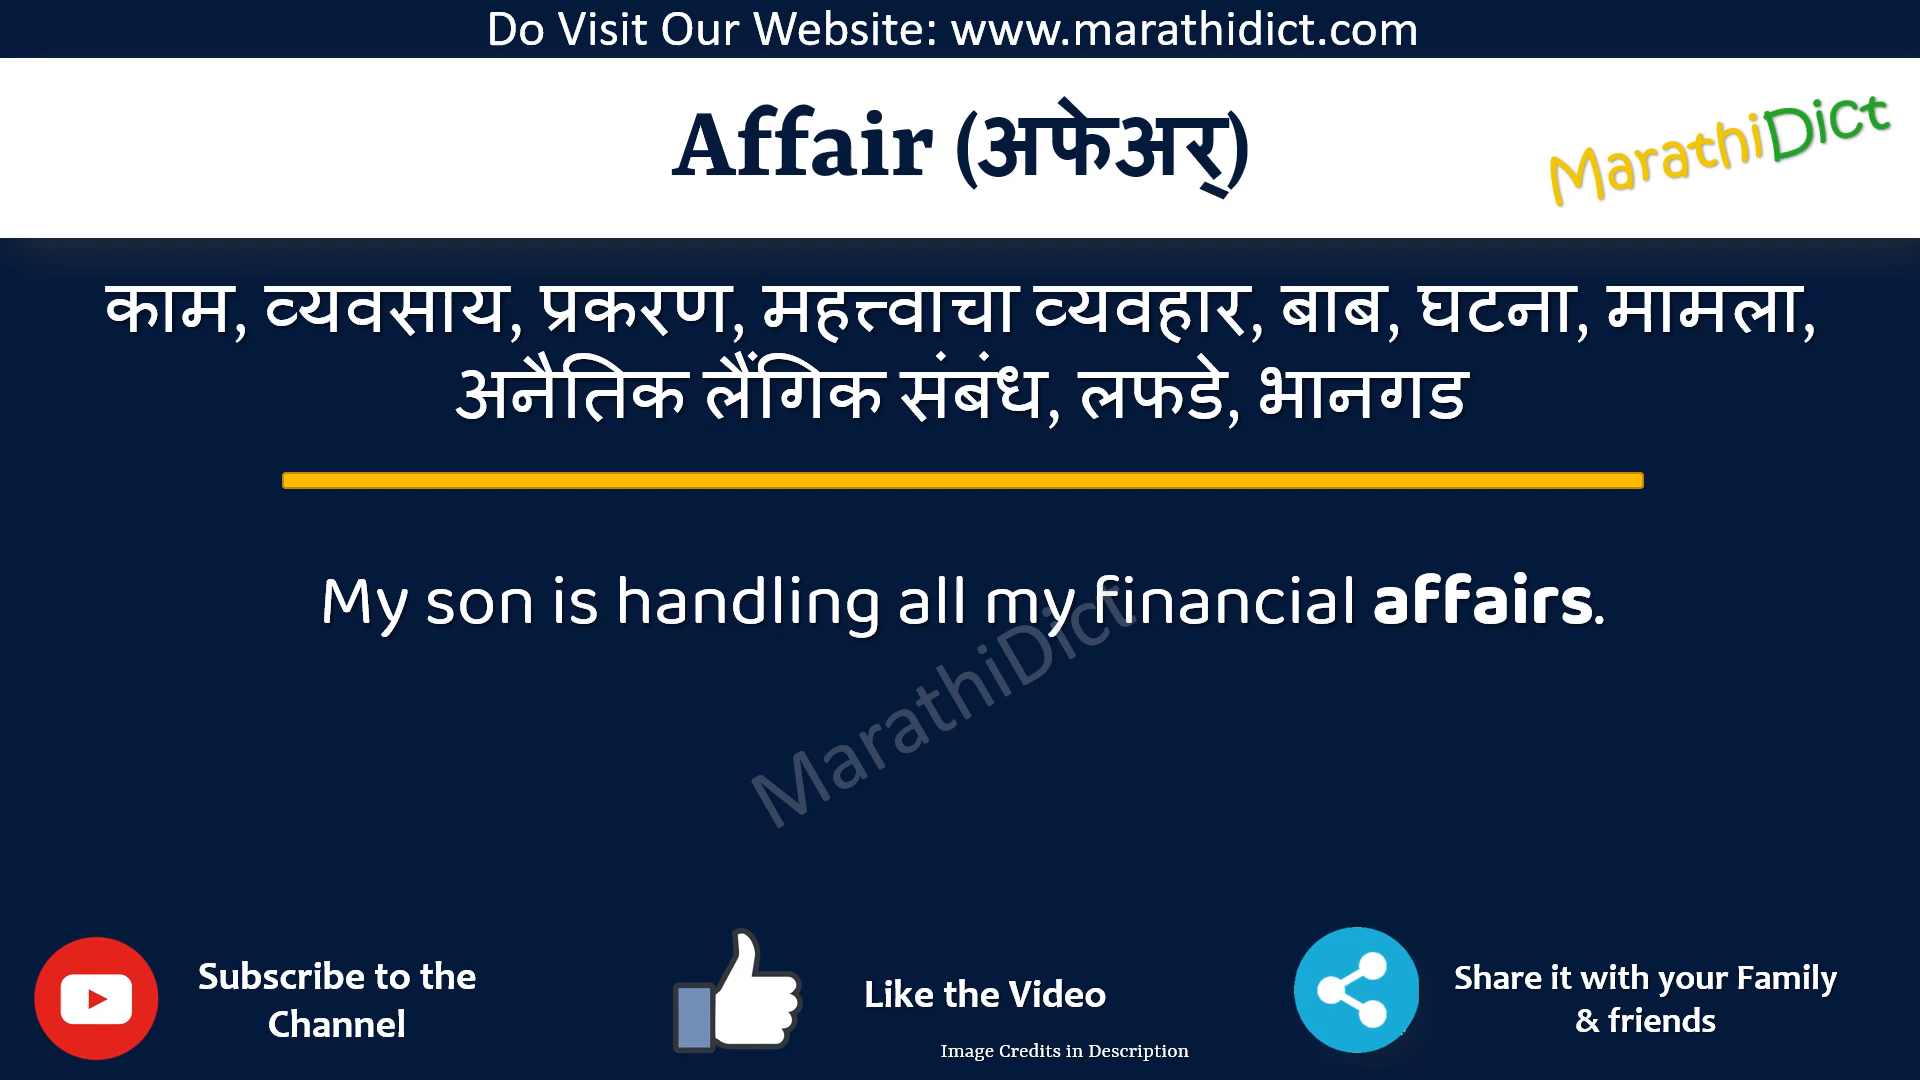 Do Visit Our Website: www.marathidict.com
Affair (अफेअर्)
MarathiDict
काम, व्यवसाय, प्रकरण, महत्त्वाचा व्यवहार, बाब, घटना, मामला,
अनैतिक लैंगिक संबंध, लफडे, भानगड
My son is handling all my financial affairs.
MarathiDict
Subscribe to the
Channel
Like the Video
Share it with your Family
& friends
Image Credits in Description